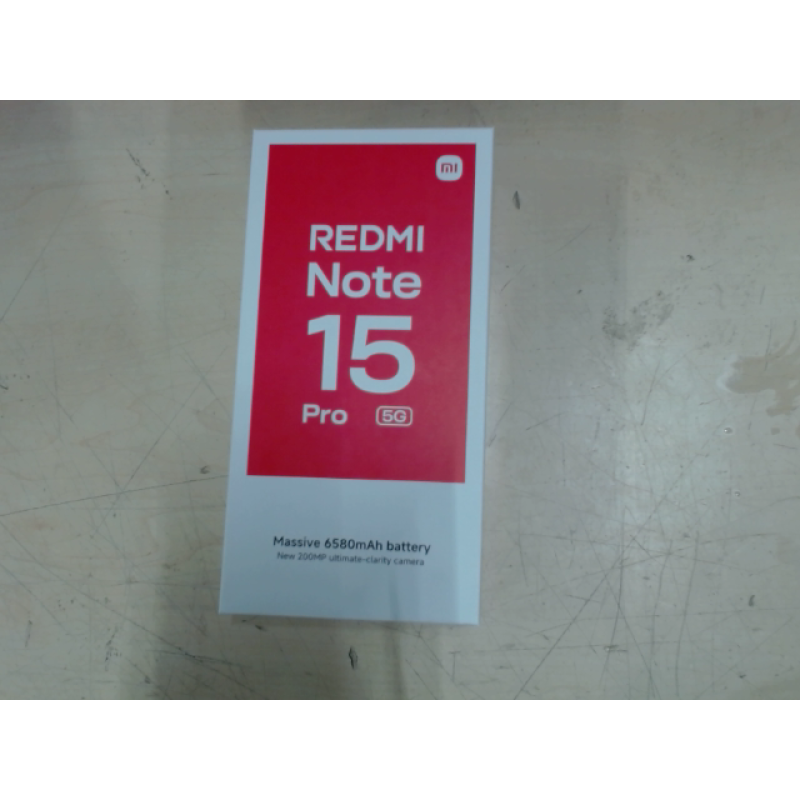 mi
REDMI
Note
15
Pro 5G
Massive 6580mAh battery
New 200MP ultimate-clarity camera